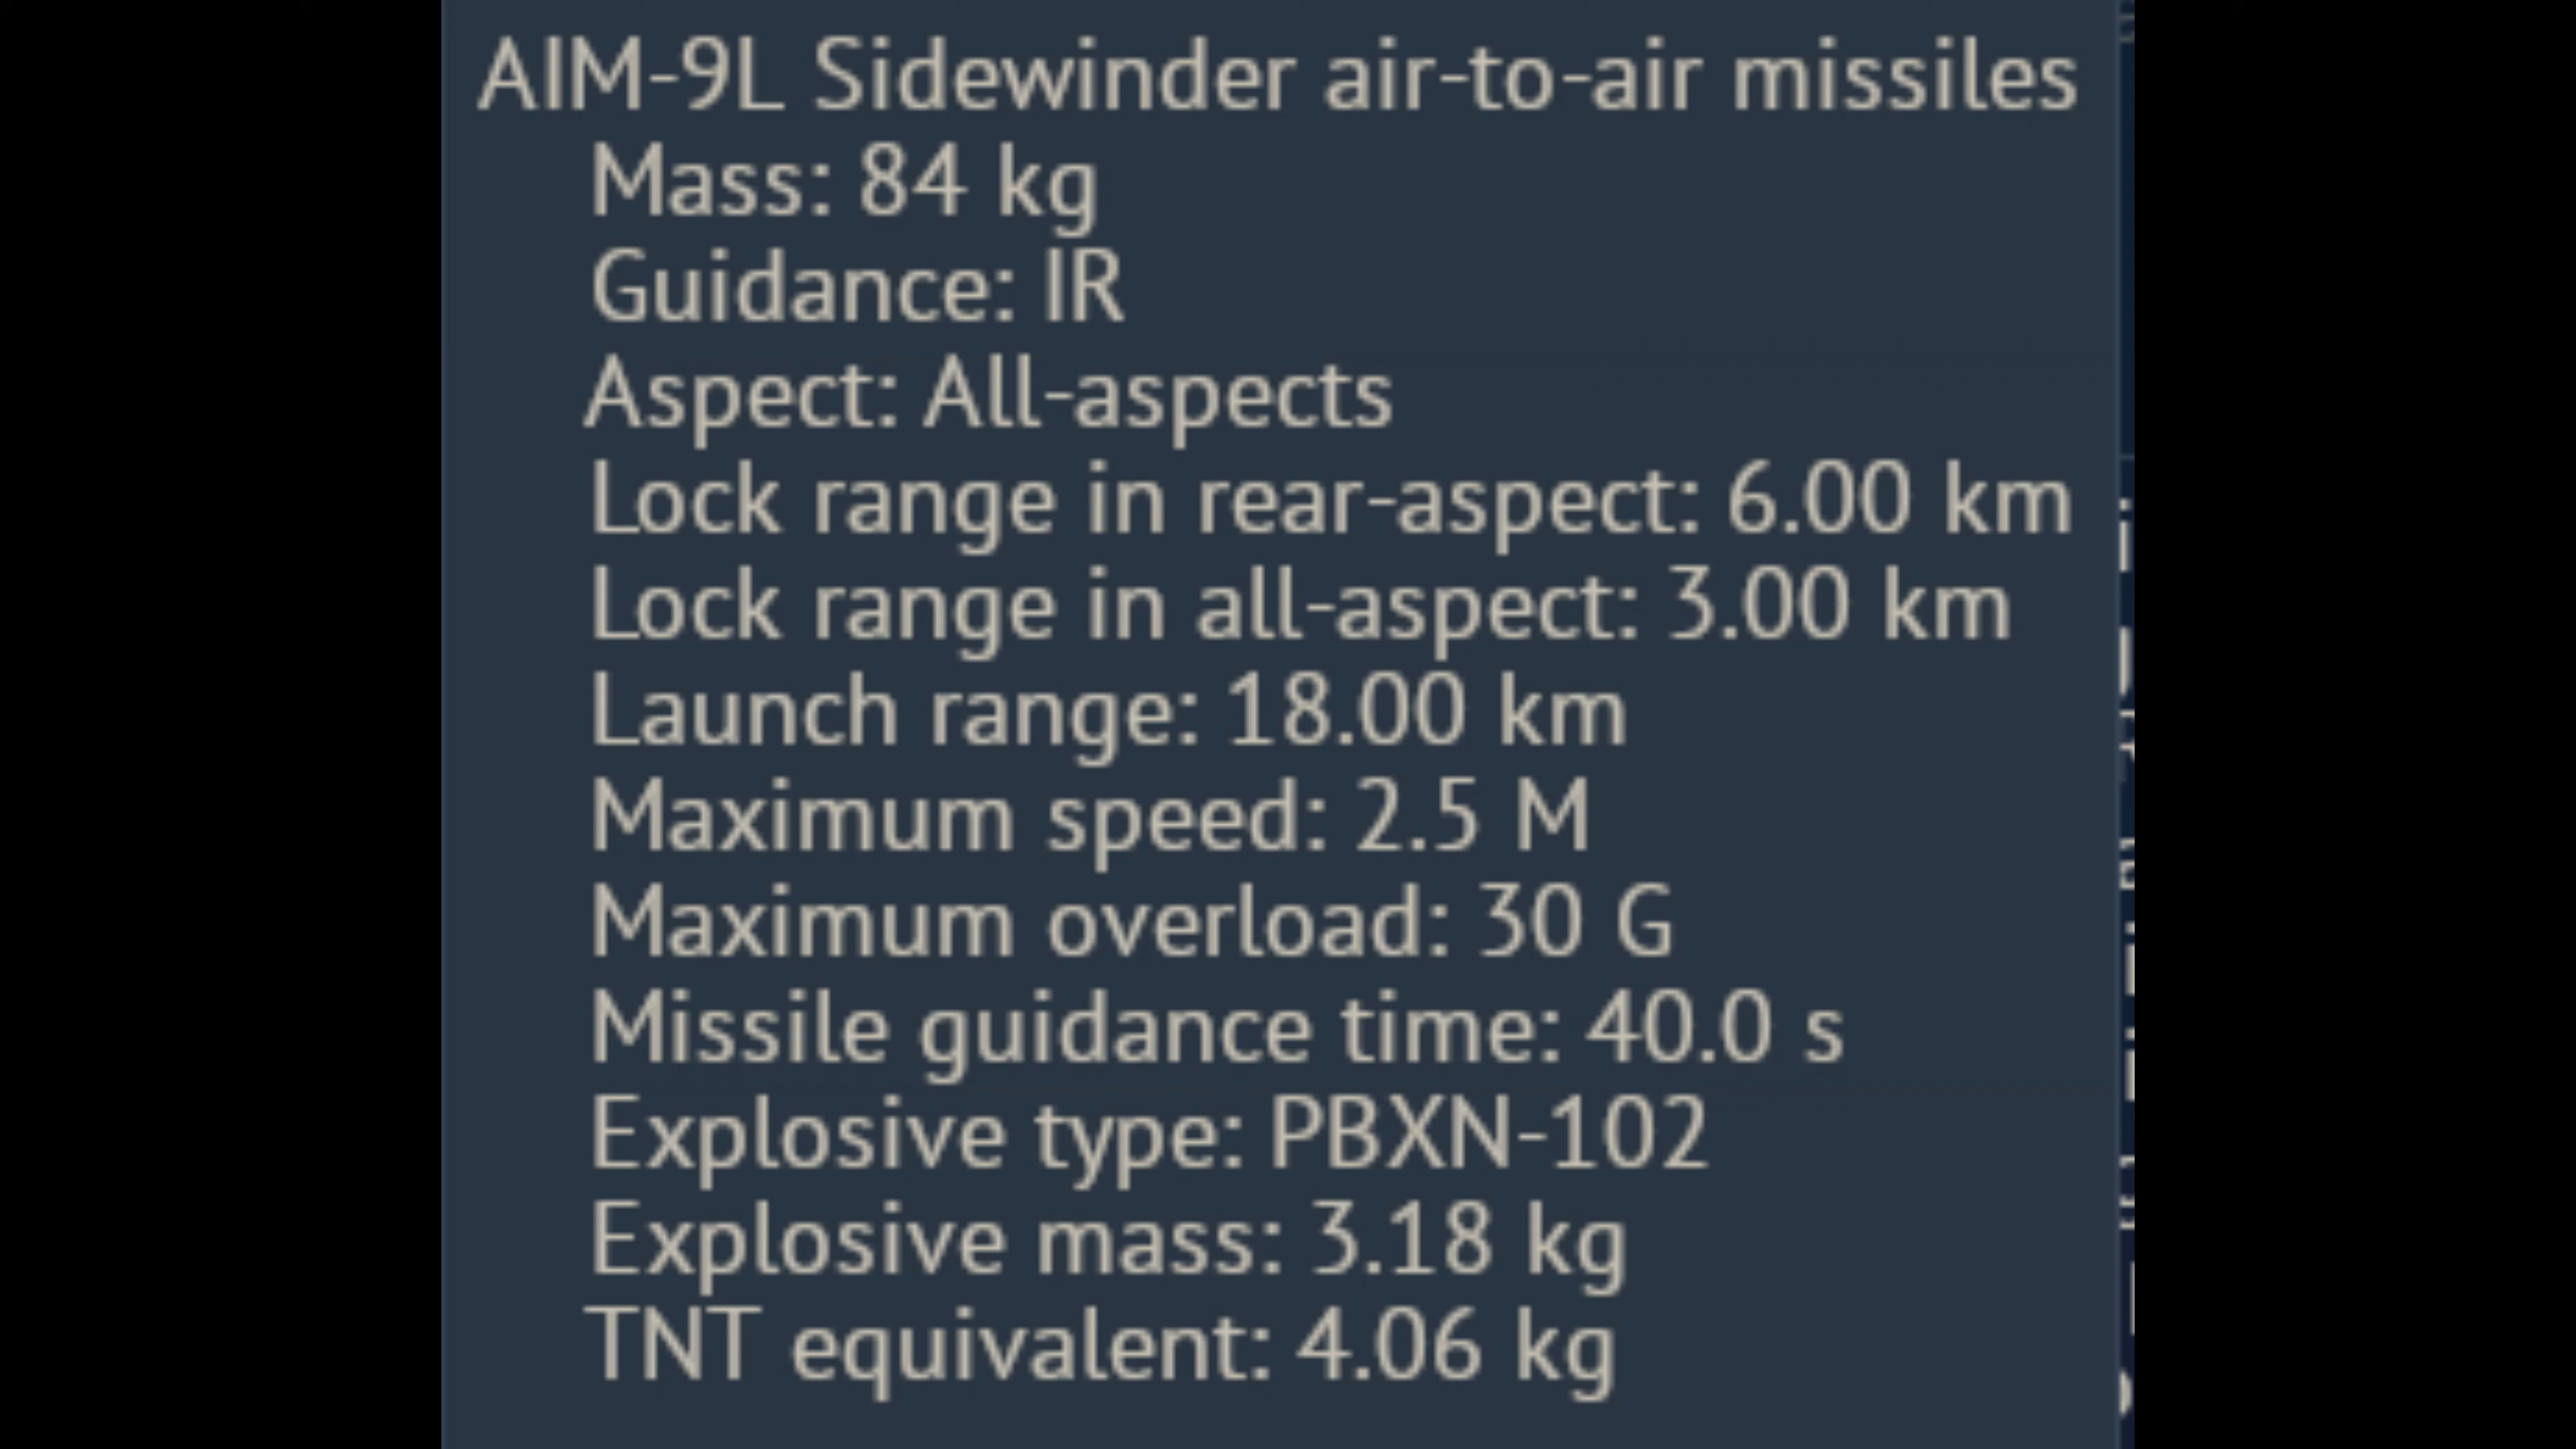 AIM-9L Sidewinder air-to-air missiles
Mass: 84 kg
Guidance: IR
Aspect: All-aspects
Lock range in rear-aspect: 6.00 km
Lock range in all-aspect: 3.00 km
Launch range: 18.00 km
Maximum speed: 2.5 M
Maximum overload: 30 G
Missile guidance time: 40.0 s
Explosive type: PBXN-102
Explosive mass: 3.18 kg
TNT equivalent: 4.06 kg